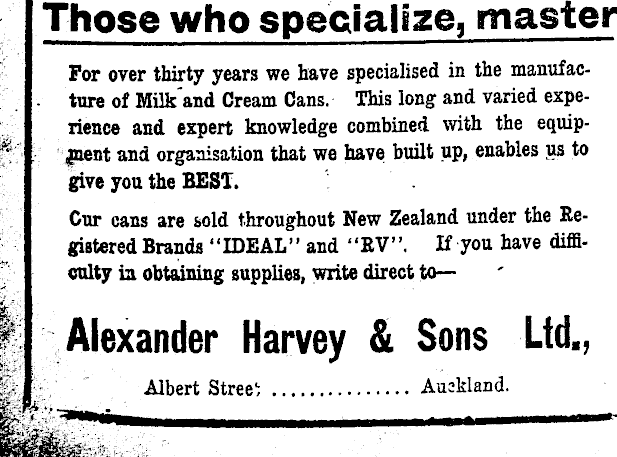 Those who specialize, master
For over thirty years we have specialised in the manufac-
ture of Milk and Cream Cans. This long and varied expe-
rience and expert knowledge combined with the equip-
ment and organisation that we have built up, enables us to
give you the BEST.
Our cans are sold throughout New Zealand under the Re-
gistered Brands "IDEAL" and "RV". If you have diffi-
culty in obtaining supplies, write direct to—
Alexander Harvey & Sons Ltd.,
Albert Street ............... Auckland.